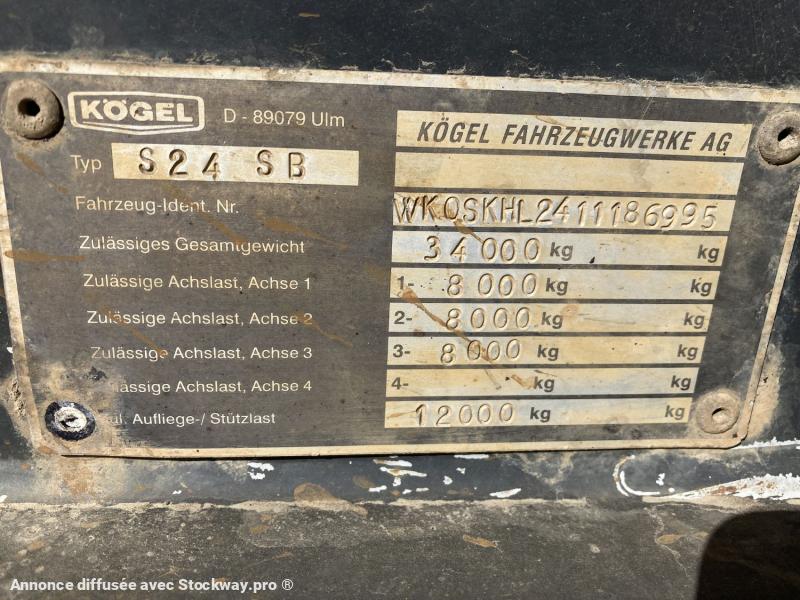 KÖGEL D - 89079 Ulm
KÖGEL FAHRZEUGWERKE AG
Typ S24 SB
Fahrzeug-Ident. Nr. WK0SKHL2411186995
Zulässiges Gesamtgewicht 34000 kg kg
Zulässige Achslast, Achse 1 1- 8000 kg kg
Zulässige Achslast, Achse 2 2- 8000 kg kg
Zulässige Achslast, Achse 3 3- 8000 kg kg
Zulässige Achslast, Achse 4 4- kg kg
Zul. Aufliege-/ Stützlast 12000 kg kg
Annonce diffusée avec Stockway.pro ®